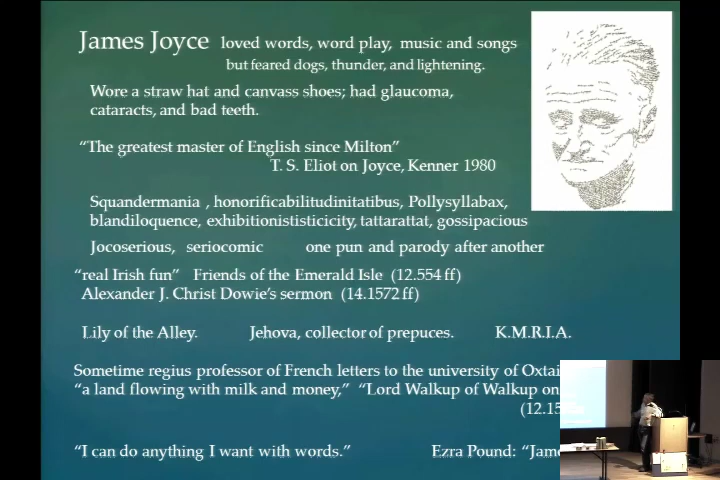 James Joyce loved words, word play, music and songs
but feared dogs, thunder, and lightening.
Wore a straw hat and canvass shoes; had glaucoma,
cataracts, and bad teeth.
“The greatest master of English since Milton”
T. S. Eliot on Joyce, Kenner 1980
Squandermania , honorificabilitudinitatibus, Pollysyllabax,
blandiloquence, exhibitionististicicity, tattarattat, gossipacious
Jocoserious, seriocomic one pun and parody after another
“real Irish fun” Friends of the Emerald Isle (12.554 ff)
Alexander J. Christ Dowie’s sermon (14.1572 ff)
Lily of the Alley. Jehova, collector of prepuces. K.M.R.I.A.
Sometime regius professor of French letters to the university of Oxtai
“a land flowing with milk and money,” “Lord Walkup of Walkup on
(12.15
“I can do anything I want with words.” Ezra Pound: “Jame